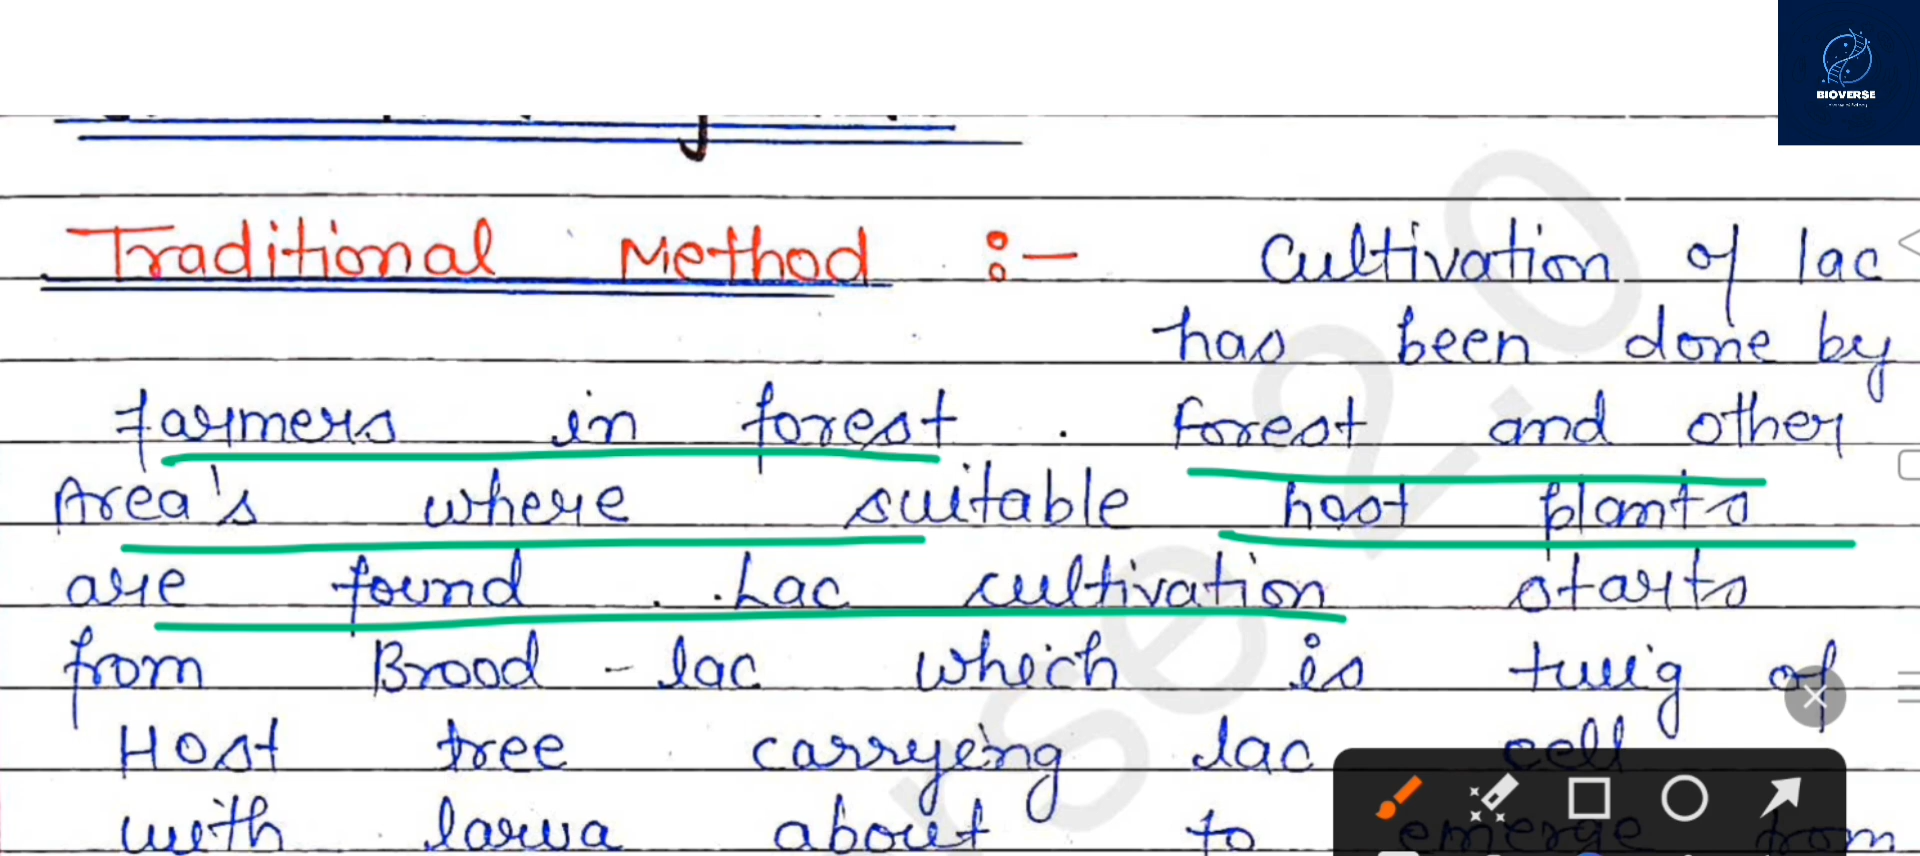 BIOVERSE
Traditional Method :- Cultivation of lac
has been done by
farmers in forest . Forest and other
Area's where suitable host plants
are found . Lac cultivation starts
from Brood - lac which is twig of
Host tree carrying lac cell
with larva about to emerge from